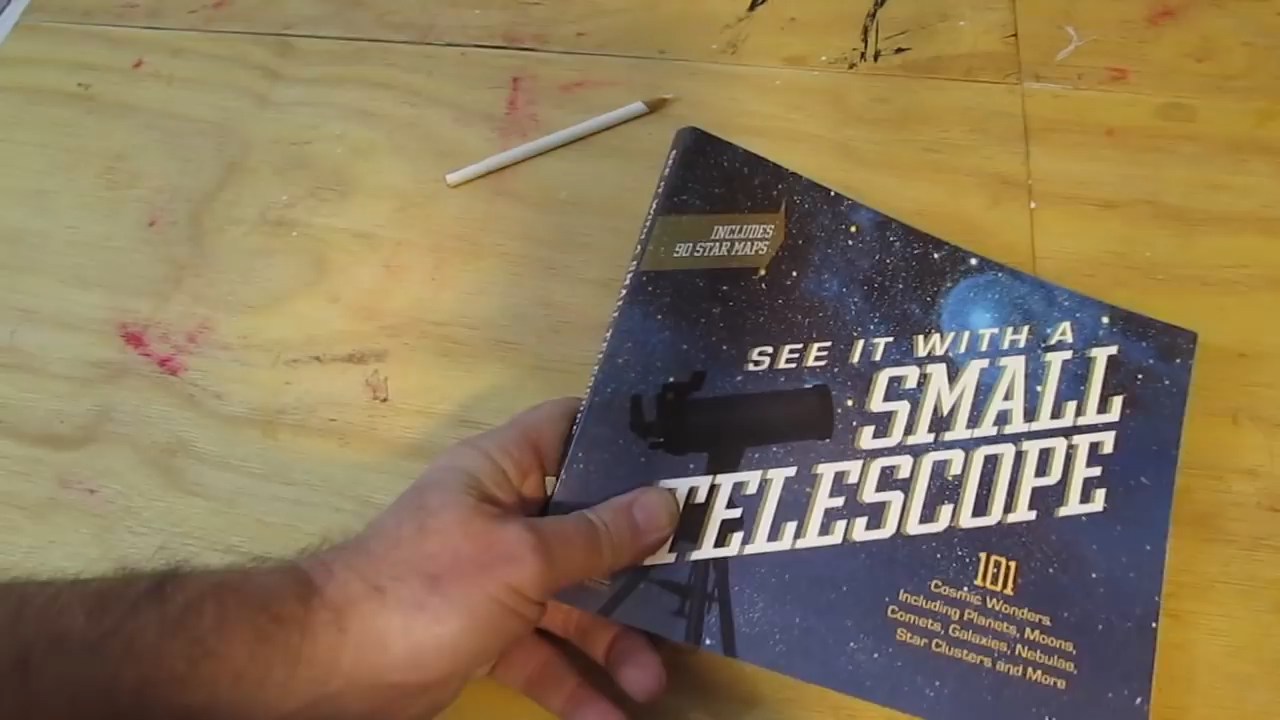 INCLUDES
90 STAR MAPS
SEE IT WITH A
SMALL
TELESCOPE
101
Cosmic Wonders
Including Planets, Moons,
Comets, Galaxies, Nebulas,
Star Clusters and More